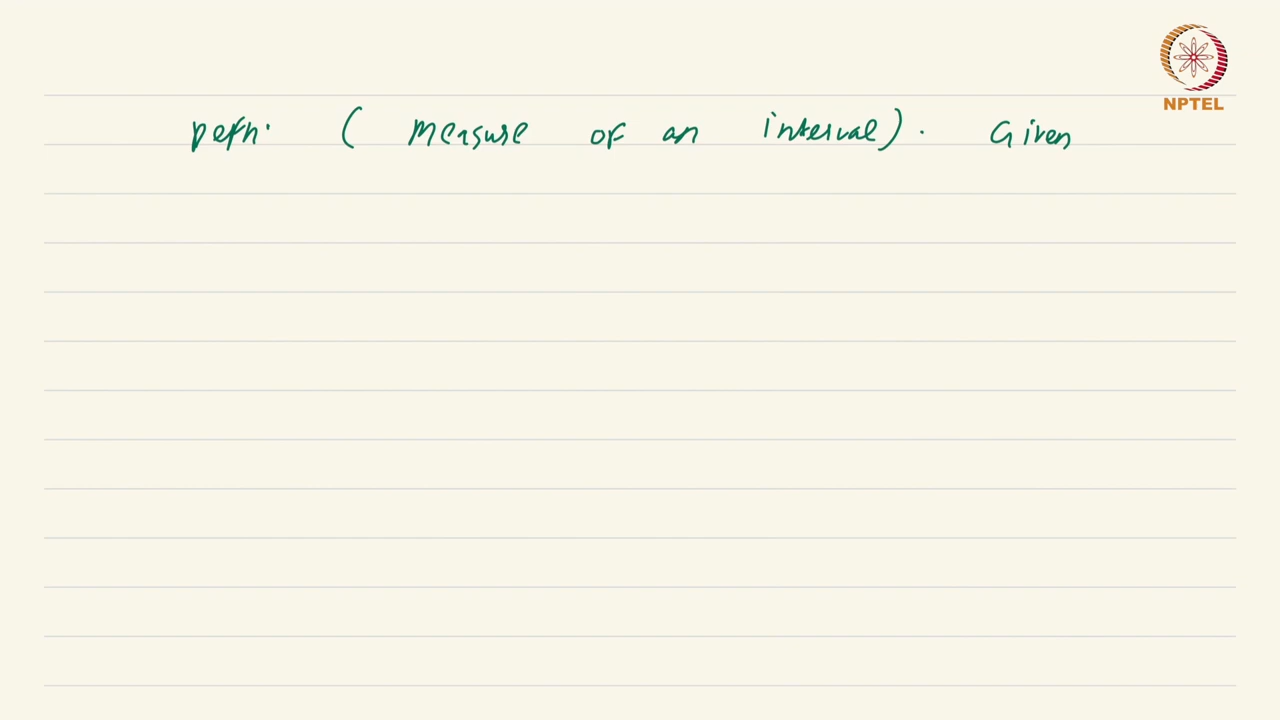 NPTEL
Defn. (Measure of an interval). Given